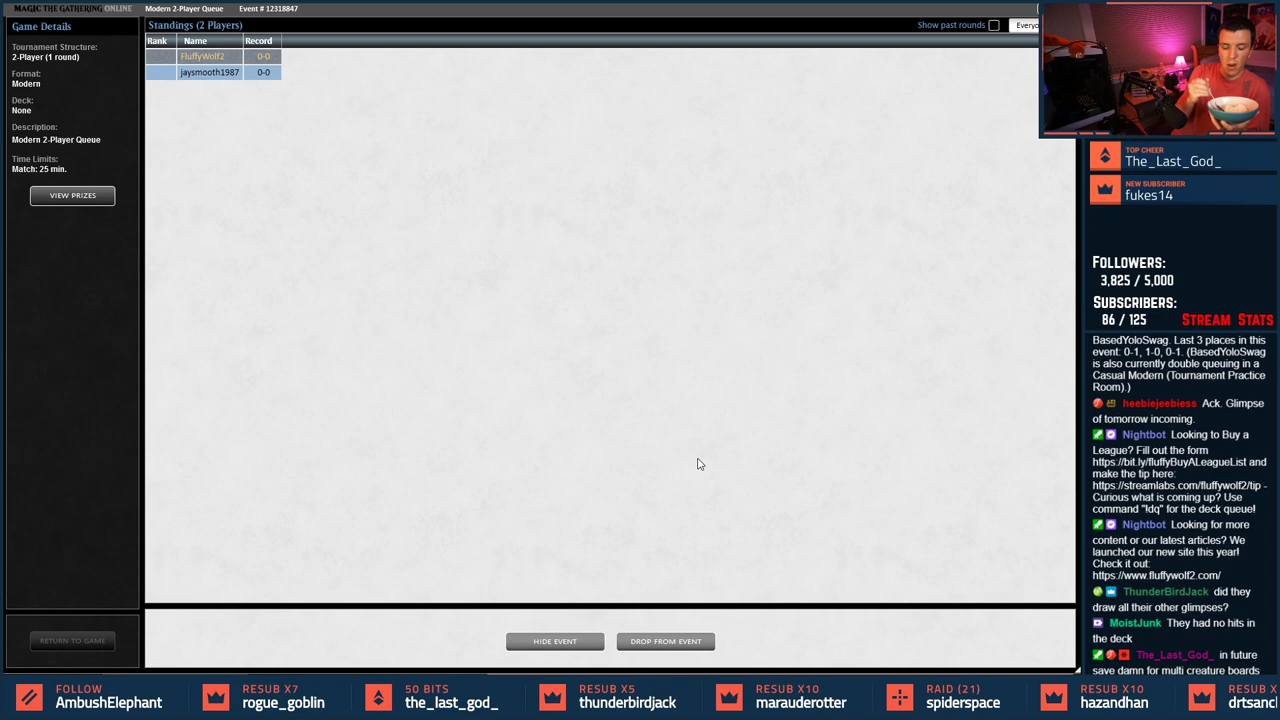 MAGIC THE GATHERING ONLINE Modern 2-Player Queue Event # 12318847
Game Details
Tournament Structure:
2-Player (1 round)
Format:
Modern
Deck:
None
Description:
Modern 2-Player Queue
Time Limits:
Match: 25 min.
VIEW PRIZES
RETURN TO GAME
Standings (2 Players)
Show past rounds
Everyo
Rank Name Record
FluffyWolf2 0-0
jaysmooth1987 0-0
HIDE EVENT
DROP FROM EVENT
TOP CHEER
The_Last_God_
NEW SUBSCRIBER
fukes14
FOLLOWERS:
3,825 / 5,000
SUBSCRIBERS:
86 / 125
STREAM STATS
BasedYoloSwag. Last 3 places in this
event: 0-1, 1-0, 0-1. (BasedYoloSwag
is also currently double queuing in a
Casual Modern (Tournament Practice
Room).)
heebiejeebiess Ack. Glimpse
of tomorrow incoming.
Nightbot Looking to Buy a
League? Fill out the form
https://bit.ly/fluffyBuyALeagueList and
make the tip here:
https://streamlabs.com/fluffywolf2/tip -
Curious what is coming up? Use
command "!dq" for the deck queue!
Nightbot Looking for more
content or our latest articles? We
launched our new site this year!
Check it out:
https://www.fluffywolf2.com/
ThunderBirdJack did they
draw all their other glimpses?
MoistJunk They had no hits in
the deck
The_Last_God_ in future
save damn for multi creature boards
FOLLOW
AmbushElephant
RESUB X7
rogue_goblin
50 BITS
the_last_god_
RESUB X5
thunderbirdjack
RESUB X10
marauderotter
RAID (21)
spiderspace
RESUB X10
hazandhan
RESUB X
drtsanc